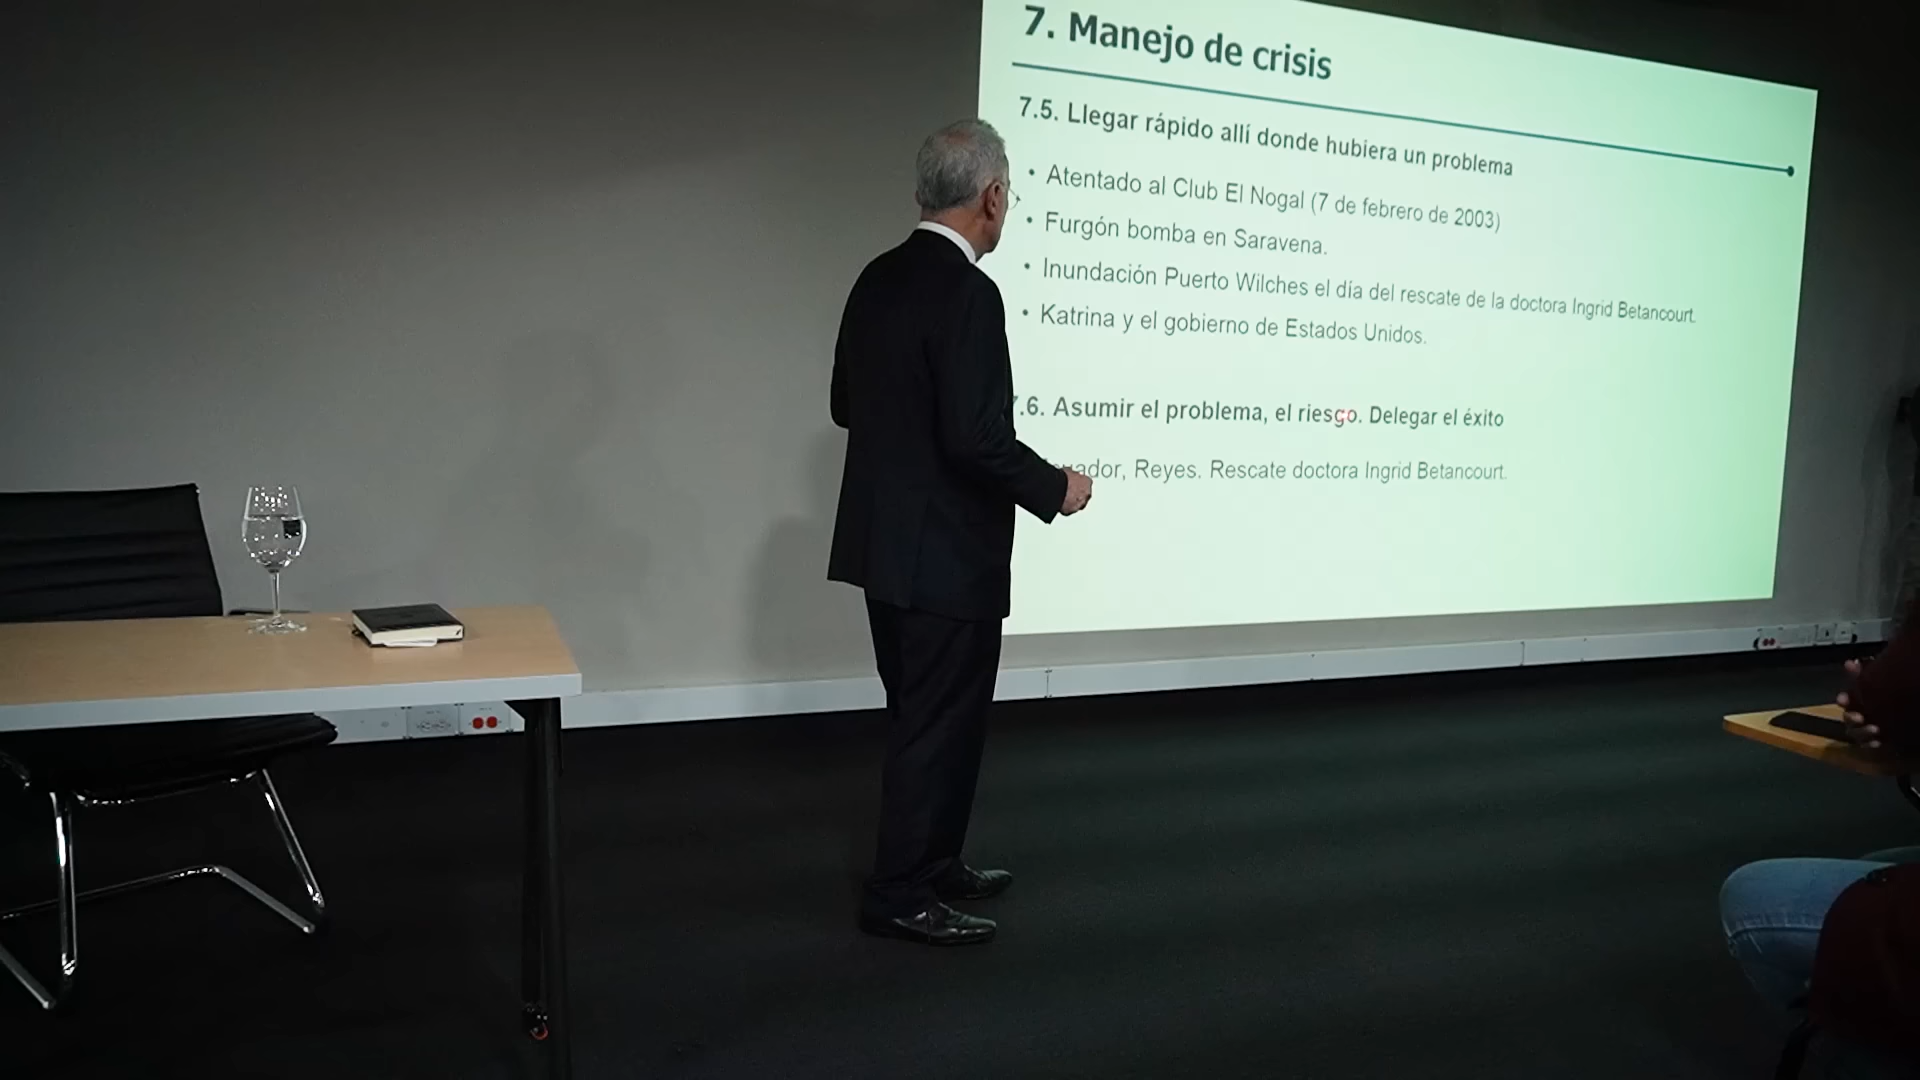 7. Manejo de crisis
7.5. Llegar rápido allí donde hubiera un problema
• Atentado al Club El Nogal (7 de febrero de 2003)
• Furgón bomba en Saravena.
• Inundación Puerto Wilches el día del rescate de la doctora Ingrid Betancourt.
• Katrina y el gobierno de Estados Unidos.
.6. Asumir el problema, el riesgo. Delegar el éxito
Reyes. Rescate doctora Ingrid Betancourt.